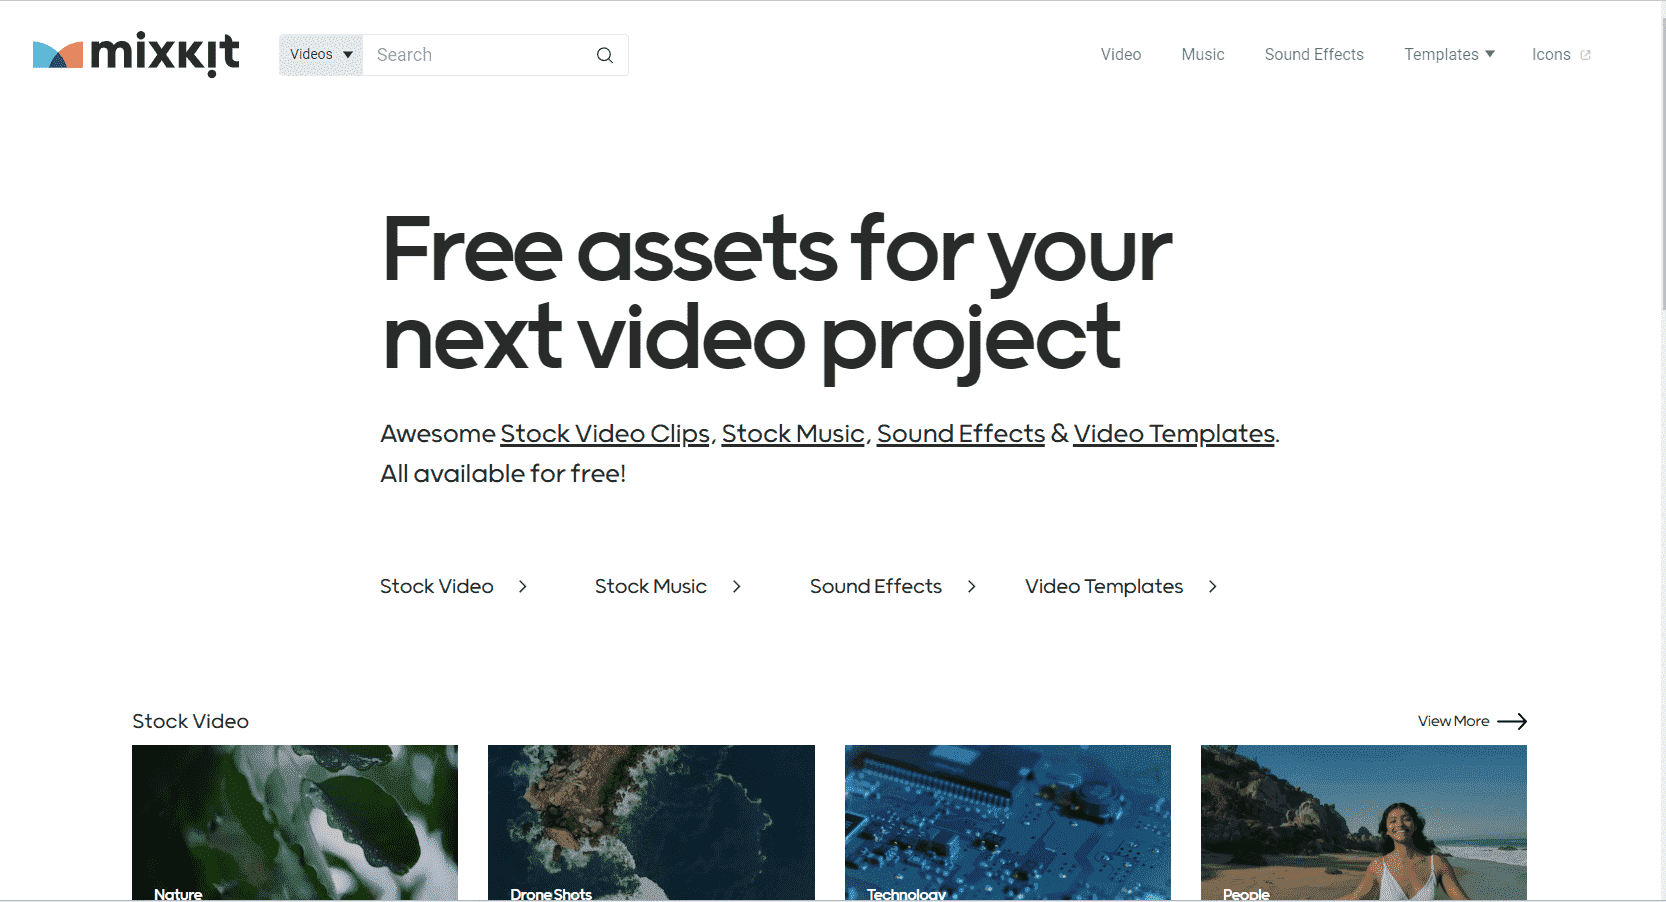 mixkit
Videos
Search
Video
Music
Sound Effects
Templates
Icons
Free assets for your
next video project
Awesome Stock Video Clips, Stock Music, Sound Effects & Video Templates.
All available for free!
Stock Video
Stock Music
Sound Effects
Video Templates
Stock Video
View More
Nature
Drone Shots
Technology
People